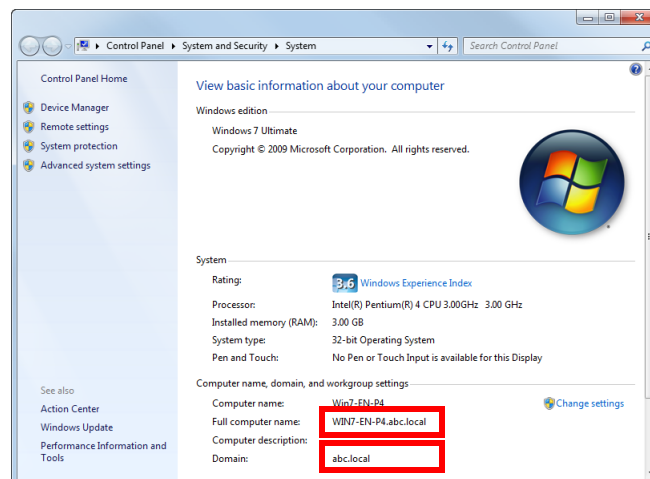 Control Panel ▸ System and Security ▸ System
Search Control Panel
Control Panel Home
Device Manager
Remote settings
System protection
Advanced system settings
See also
Action Center
Windows Update
Performance Information and
Tools
View basic information about your computer
Windows edition
Windows 7 Ultimate
Copyright © 2009 Microsoft Corporation. All rights reserved.
System
Rating: 3,6 Windows Experience Index
Processor: Intel(R) Pentium(R) 4 CPU 3.00GHz 3.00 GHz
Installed memory (RAM): 3.00 GB
System type: 32-bit Operating System
Pen and Touch: No Pen or Touch Input is available for this Display
Computer name, domain, and workgroup settings
Computer name: Win7-EN-P4 Change settings
Full computer name: WIN7-EN-P4.abc.local
Computer description:
Domain: abc.local